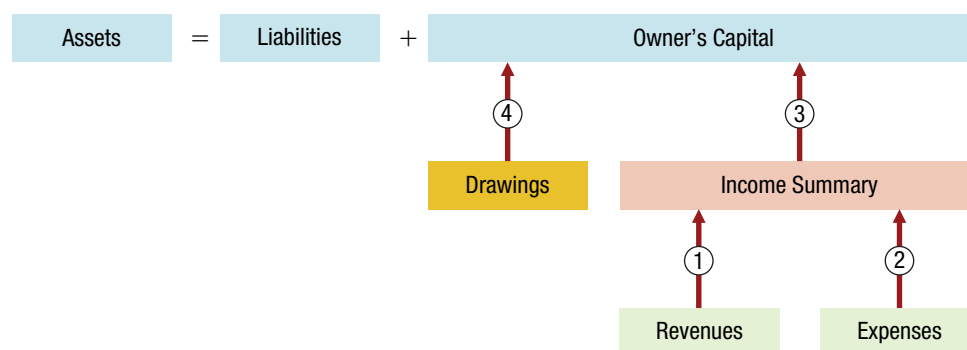 Assets = Liabilities + Owner’s Capital
4 3
Drawings Income Summary
1 2
Revenues Expenses